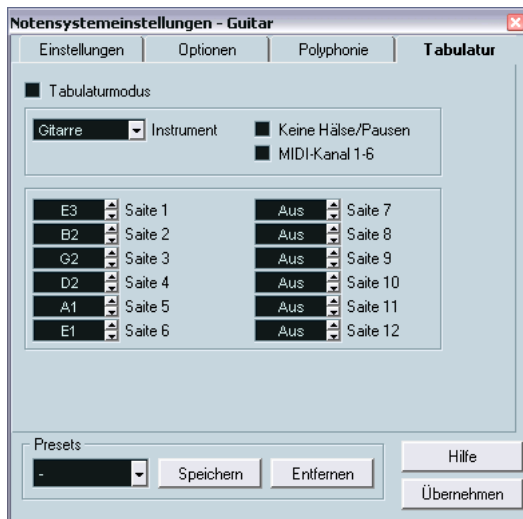 Notensystemeinstellungen - Guitar
Einstellungen Optionen Polyphonie Tabulatur
Tabulaturmodus
Gitarre Instrument Keine Hälse/Pausen
MIDI-Kanal 1-6
E3 Saite 1 Aus Saite 7
B2 Saite 2 Aus Saite 8
G2 Saite 3 Aus Saite 9
D2 Saite 4 Aus Saite 10
A1 Saite 5 Aus Saite 11
E1 Saite 6 Aus Saite 12
Presets
- Speichern Entfernen Hilfe
Übernehmen